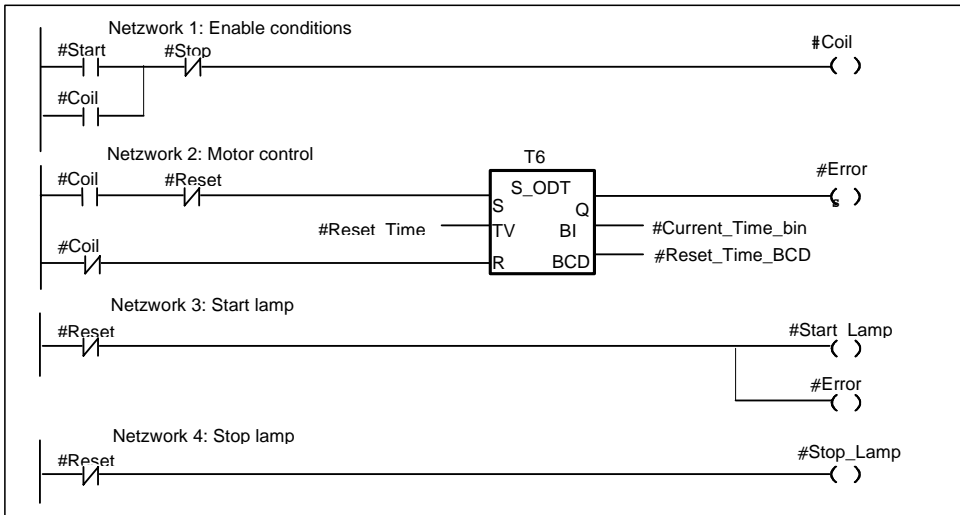 Netzwork 1: Enable conditions
#Start #Stop #Coil
#Coil
Netzwork 2: Motor control
T6
#Coil #Reset S_ODT #Error
S Q s
#Reset_Time TV BI #Current_Time_bin
#Coil R BCD #Reset_Time_BCD
Netzwork 3: Start lamp
#Reset #Start_Lamp
#Error
Netzwork 4: Stop lamp
#Reset #Stop_Lamp